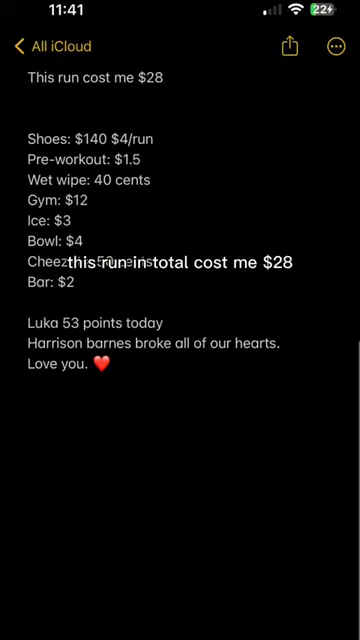 11:41
22
All iCloud
This run cost me $28
Shoes: $140 $4/run
Pre-workout: $1.5
Wet wipe: 40 cents
Gym: $12
Ice: $3
Bowl: $4
this run in total cost me $28
Bar: $2
Luka 53 points today
Harrison barnes broke all of our hearts.
Love you. ❤️